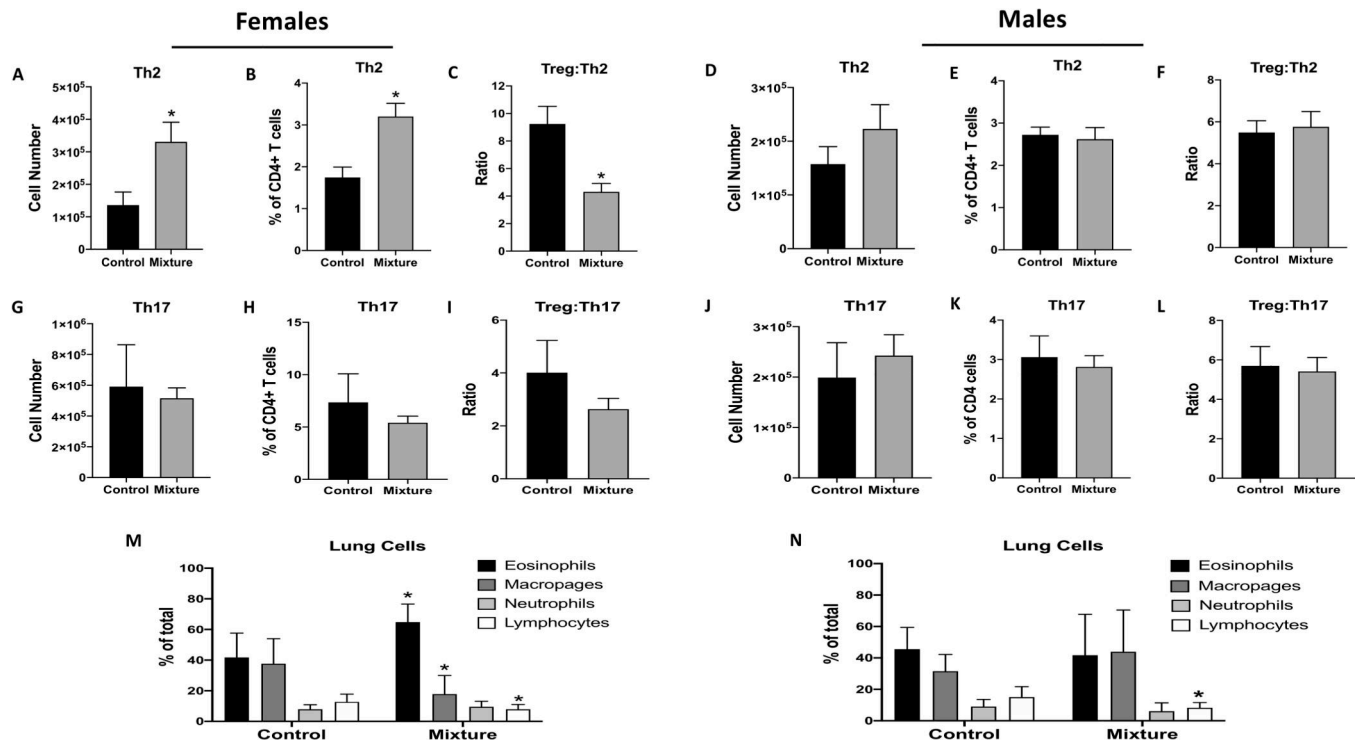 Females
Males
A
Th2
Cell Number
5×10⁵
4×10⁵
3×10⁵
2×10⁵
1×10⁵
0
*
Control Mixture
B
Th2
% of CD4+ T cells
4
3
2
1
0
*
Control Mixture
C
Treg:Th2
Ratio
12
10
8
6
4
2
0
*
Control Mixture
D
Th2
Cell Number
3×10⁵
2×10⁵
1×10⁵
0
Control Mixture
E
Th2
% of CD4+ T cells
4
3
2
1
0
Control Mixture
F
Treg:Th2
Ratio
8
6
4
2
0
Control Mixture
G
Th17
Cell Number
1×10⁶
8×10⁵
6×10⁵
4×10⁵
2×10⁵
0
Control Mixture
H
Th17
% of CD4+ T cells
15
10
5
0
Control Mixture
I
Treg:Th17
Ratio
6
4
2
0
Control Mixture
J
Th17
Cell Number
3×10⁵
2×10⁵
1×10⁵
0
Control Mixture
K
Th17
% of CD4 cells
4
3
2
1
0
Control Mixture
L
Treg:Th17
Ratio
8
6
4
2
0
Control Mixture
M
Lung Cells
% of total
100
80
60
40
20
0
Eosinophils
Macropages
Neutrophils
Lymphocytes
*
*
*
Control Mixture
N
Lung Cells
% of total
100
80
60
40
20
0
Eosinophils
Macropages
Neutrophils
Lymphocytes
*
Control Mixture